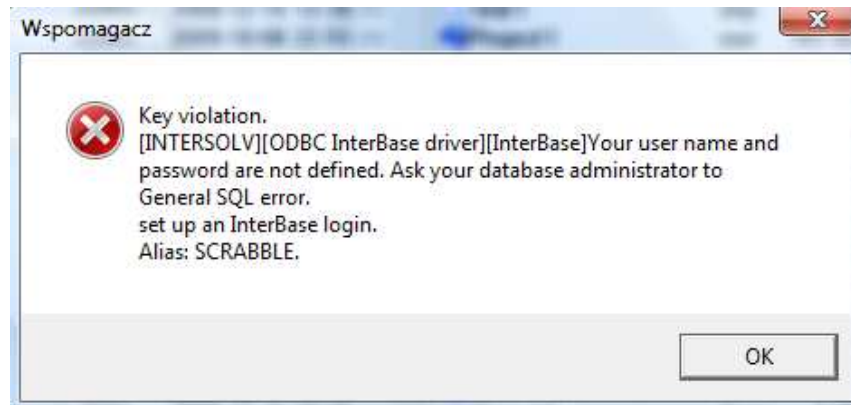 Wspomagacz
Key violation.
[INTERSOLV][ODBC InterBase driver][InterBase]Your user name and
password are not defined. Ask your database administrator to
General SQL error.
set up an InterBase login.
Alias: SCRABBLE.
OK